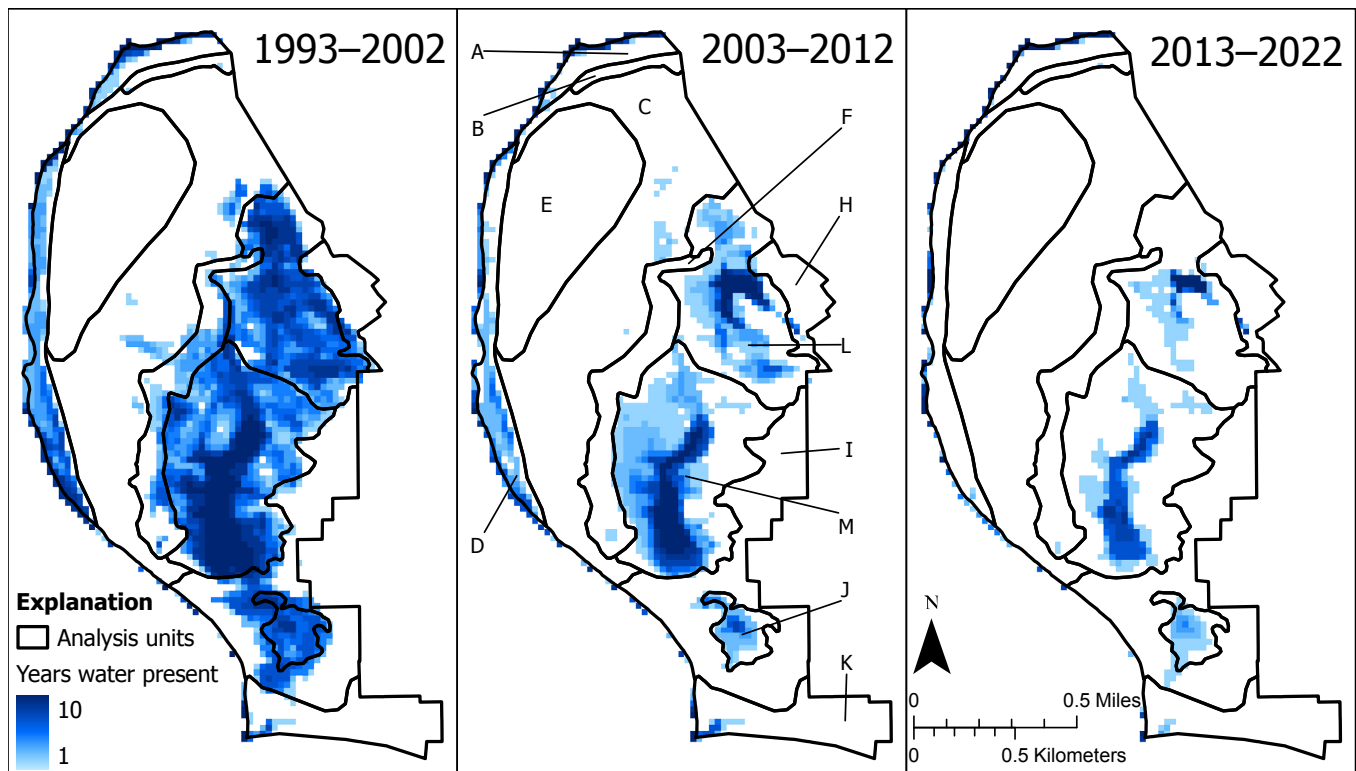 1993–2002
2003–2012
2013–2022
A
B
C
F
E
H
L
I
D
M
J
K
Explanation
Analysis units
Years water present
10
1
N
0 0.5 Miles
0 0.5 Kilometers